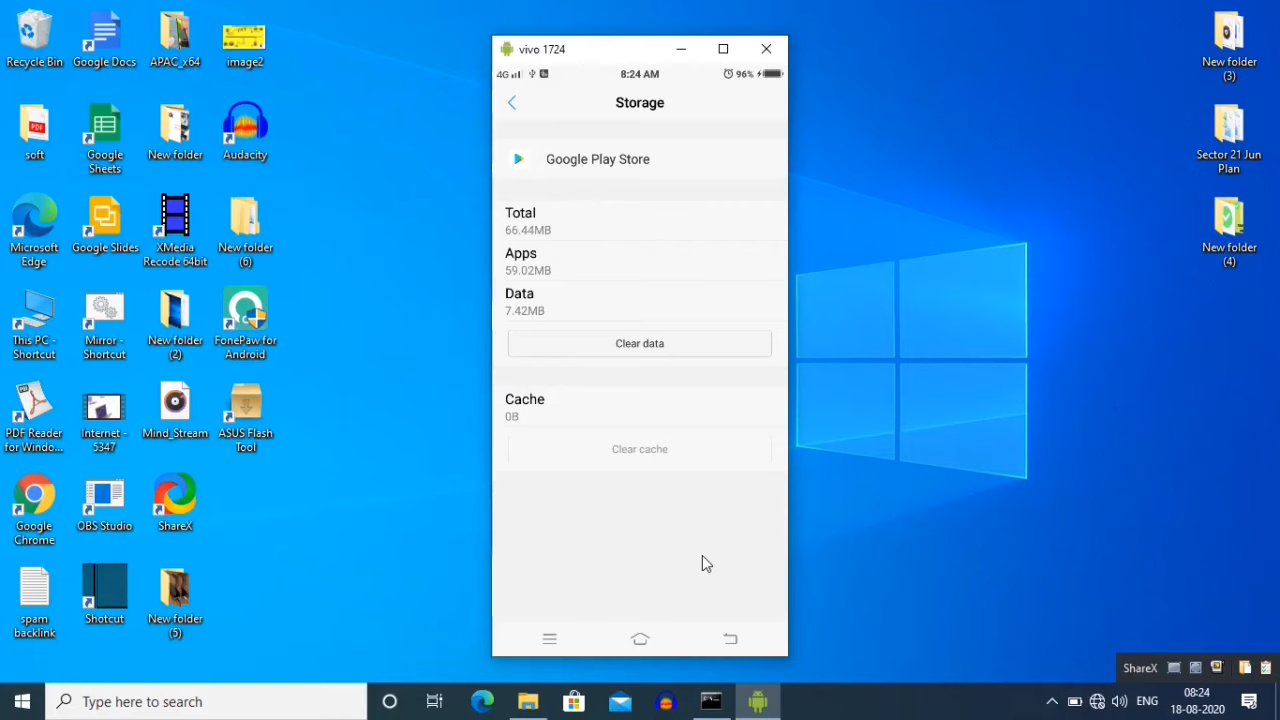 Recycle Bin
Google Docs
APAC_x64
image2
soft
Google
Sheets
New folder
Audacity
Microsoft
Edge
Google Slides
XMedia
Recode 64bit
New folder
(6)
This PC -
Shortcut
Mirror -
Shortcut
New folder
(2)
FonePaw for
Android
PDF Reader
for Windo...
Internet -
5347
Mind_Stream
ASUS Flash
Tool
Google
Chrome
OBS Studio
ShareX
spam
backlink
Shotcut
New folder
(5)
vivo 1724
4G 8:24 AM 96%
Storage
Google Play Store
Total
66.44MB
Apps
59.02MB
Data
7.42MB
Clear data
Cache
0B
Clear cache
New folder
(3)
Sector 21 Jun
Plan
New folder
(4)
ShareX
Type here to search
ENG
08:24
18-08-2020